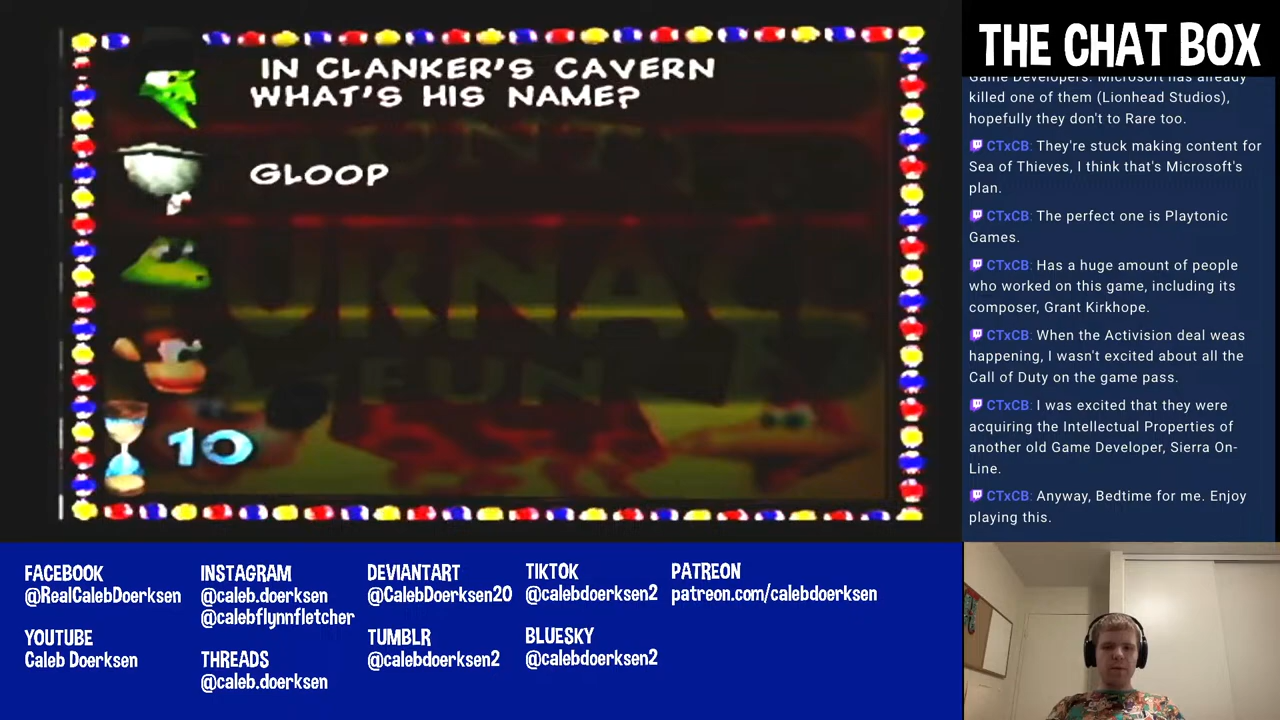 IN CLANKER'S CAVERN
WHAT'S HIS NAME?
GLOOP
FUN
10
THE CHAT BOX
Game Developers. Microsoft has already
killed one of them (Lionhead Studios),
hopefully they don't to Rare too.
CTxCB: They're stuck making content for
Sea of Thieves, I think that's Microsoft's
plan.
CTxCB: The perfect one is Playtonic
Games.
CTxCB: Has a huge amount of people
who worked on this game, including its
composer, Grant Kirkhope.
CTxCB: When the Activision deal weas
happening, I wasn't excited about all the
Call of Duty on the game pass.
CTxCB: I was excited that they were
acquiring the Intellectual Properties of
another old Game Developer, Sierra On-
Line.
CTxCB: Anyway, Bedtime for me. Enjoy
playing this.
FACEBOOK
@RealCalebDoerksen
YOUTUBE
Caleb Doerksen
INSTAGRAM
@caleb.doerksen
@calebflynnfletcher
THREADS
@caleb.doerksen
DEVIANTART
@CalebDoerksen20
TUMBLR
@calebdoerksen2
TIKTOK
@calebdoerksen2
BLUESKY
@calebdoerksen2
PATREON
patreon.com/calebdoerksen